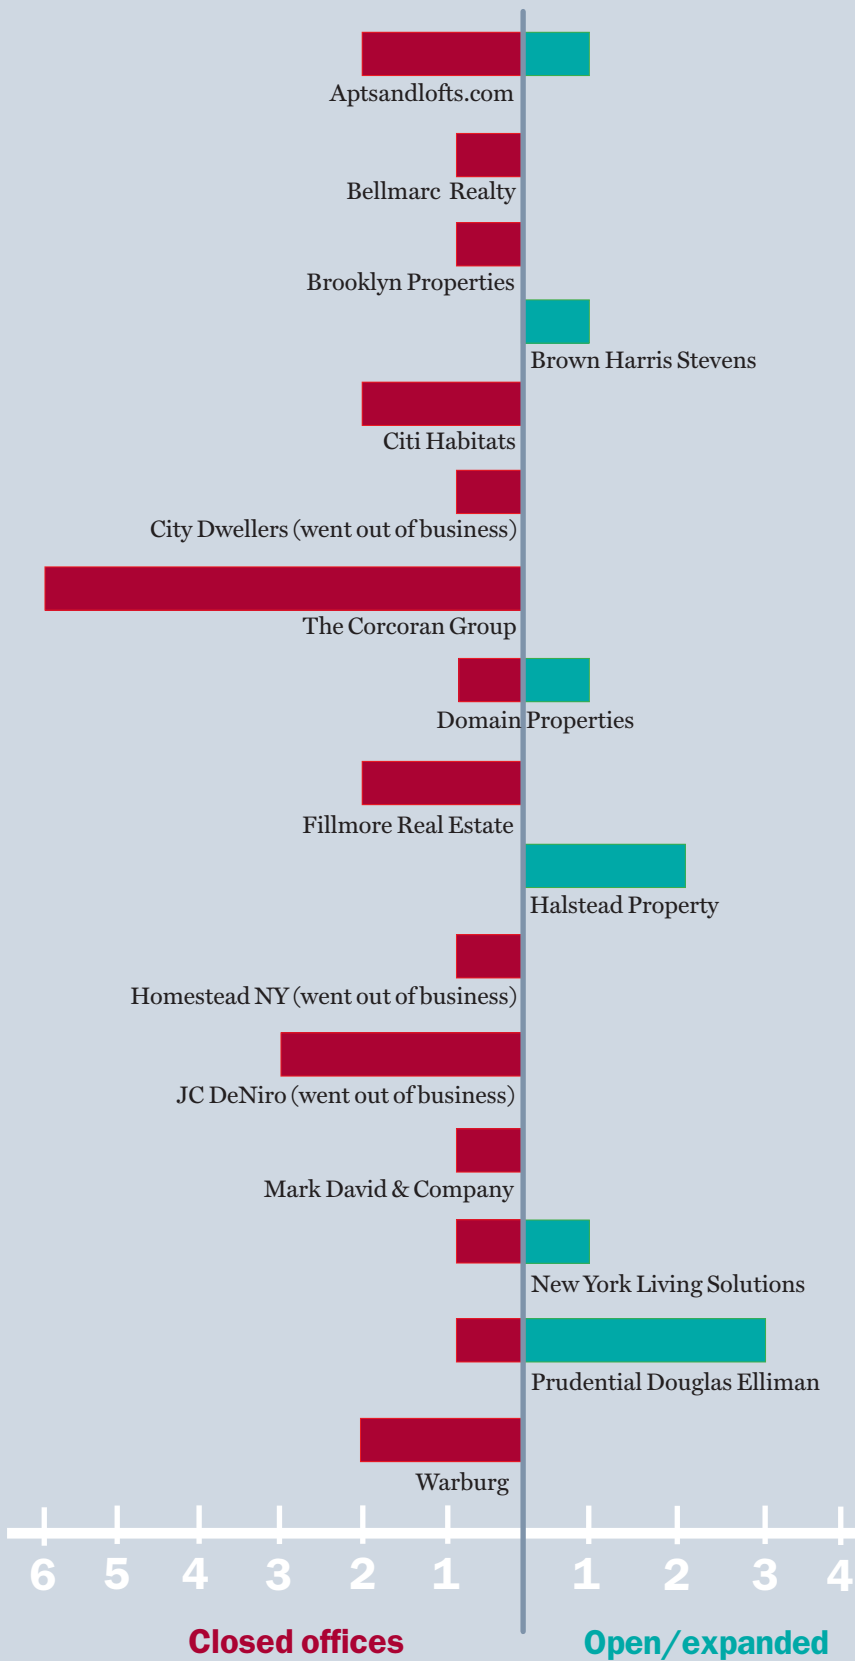 Aptsandlofts.com
Bellmarc Realty
Brooklyn Properties
Brown Harris Stevens
Citi Habitats
City Dwellers (went out of business)
The Corcoran Group
Domain Properties
Fillmore Real Estate
Halstead Property
Homestead NY (went out of business)
JC DeNiro (went out of business)
Mark David & Company
New York Living Solutions
Prudential Douglas Elliman
Warburg
6 5 4 3 2 1 1 2 3 4
Closed offices Open/expanded